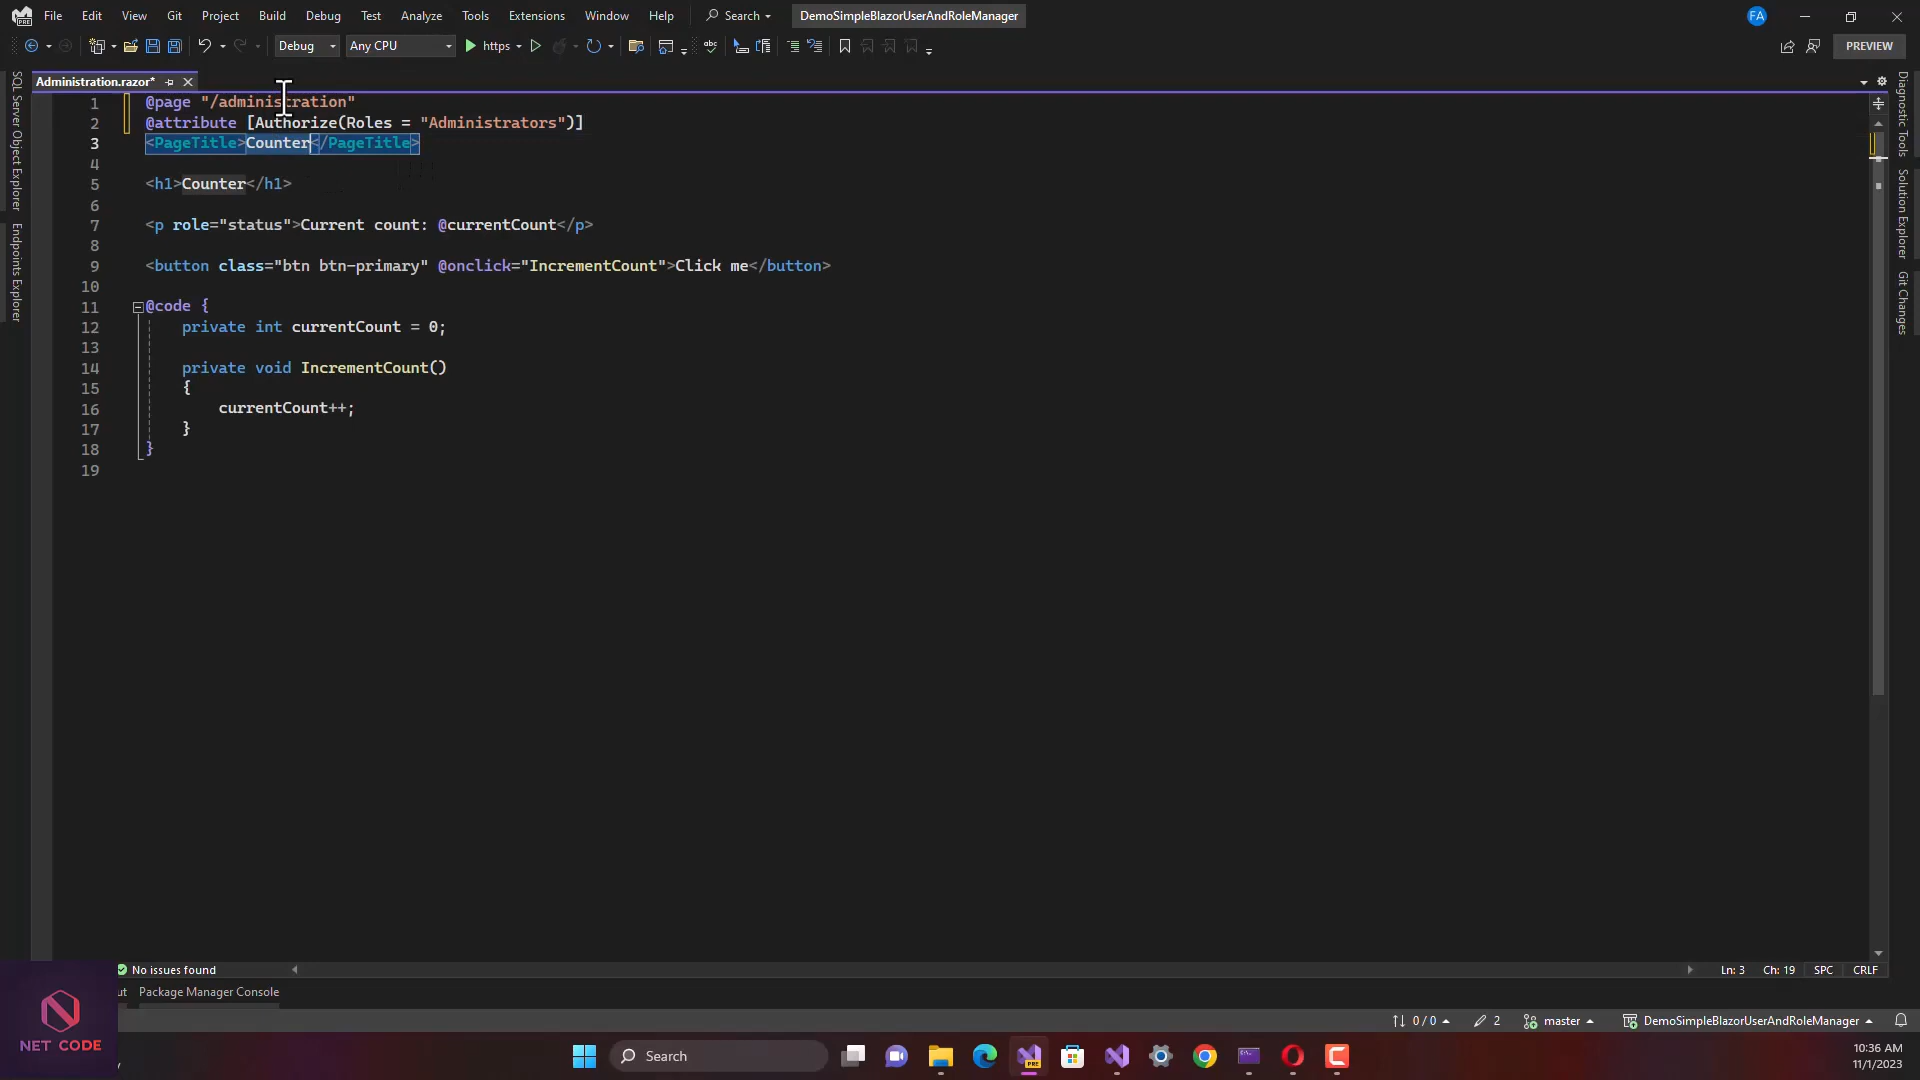 File Edit View Git Project Build Debug Test Analyze Tools Extensions Window Help Search DemoSimpleBlazorUserAndRoleManager FA
Debug Any CPU https PREVIEW
Administration.razor*
SQL Server Object Explorer
Endpoints Explorer
1 @page "/administration"
2 @attribute [Authorize(Roles = "Administrators")]
3 <PageTitle>Counter</PageTitle>
4
5 <h1>Counter</h1>
6
7 <p role="status">Current count: @currentCount</p>
8
9 <button class="btn btn-primary" @onclick="IncrementCount">Click me</button>
10
11 @code {
12 private int currentCount = 0;
13
14 private void IncrementCount()
15 {
16 currentCount++;
17 }
18 }
19
Diagnostic Tools
Solution Explorer
Git Changes
No issues found Ln: 3 Ch: 19 SPC CRLF
ut Package Manager Console
0 / 0 2 master DemoSimpleBlazorUserAndRoleManager
NET CODE
Search
10:36 AM
11/1/2023